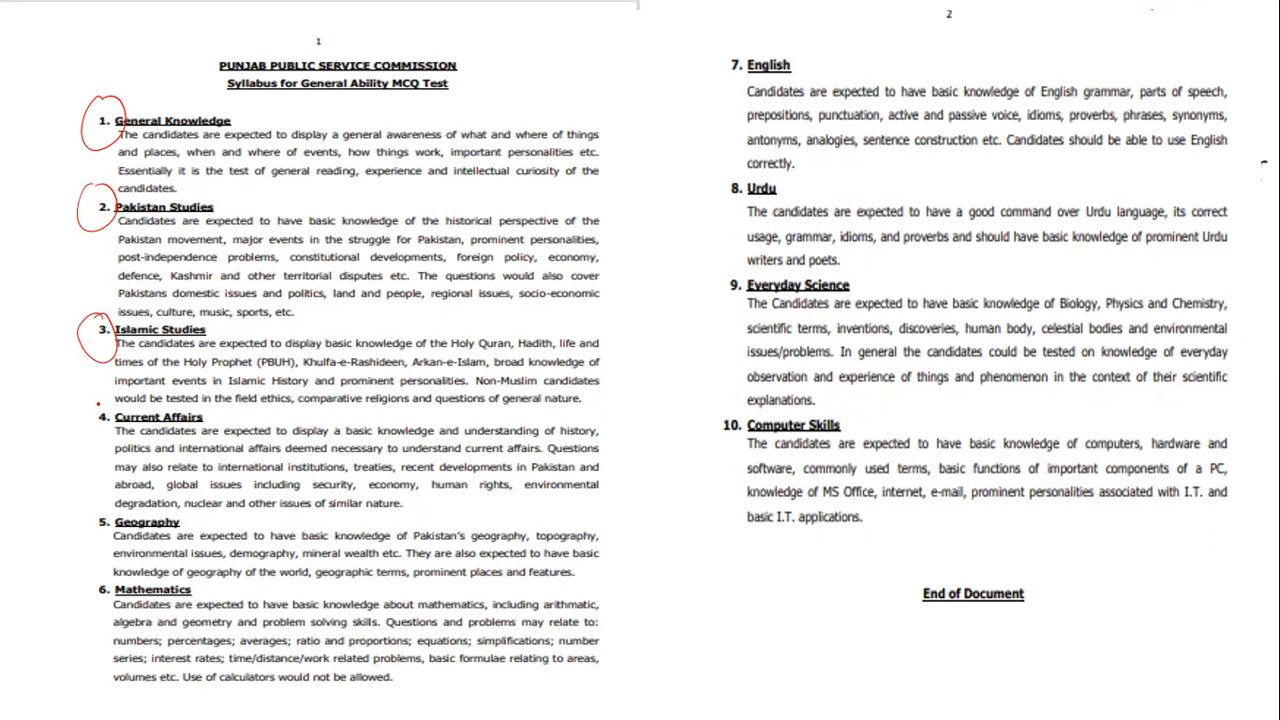 1
PUNJAB PUBLIC SERVICE COMMISSION
Syllabus for General Ability MCQ Test
1. General Knowledge
The candidates are expected to display a general awareness of what and where of things
and places, when and where of events, how things work, important personalities etc.
Essentially it is the test of general reading, experience and intellectual curiosity of the
candidates.
2. Pakistan Studies
Candidates are expected to have basic knowledge of the historical perspective of the
Pakistan movement, major events in the struggle for Pakistan, prominent personalities,
post-independence problems, constitutional developments, foreign policy, economy,
defence, Kashmir and other territorial disputes etc. The questions would also cover
Pakistans domestic issues and politics, land and people, regional issues, socio-economic
issues, culture, music, sports, etc.
3. Islamic Studies
The candidates are expected to display basic knowledge of the Holy Quran, Hadith, life and
times of the Holy Prophet (PBUH), Khulfa-e-Rashideen, Arkan-e-Islam, broad knowledge of
important events in Islamic History and prominent personalities. Non-Muslim candidates
would be tested in the field ethics, comparative religions and questions of general nature.
4. Current Affairs
The candidates are expected to display a basic knowledge and understanding of history,
politics and international affairs deemed necessary to understand current affairs. Questions
may also relate to international institutions, treaties, recent developments in Pakistan and
abroad, global issues including security, economy, human rights, environmental
degradation, nuclear and other issues of similar nature.
5. Geography
Candidates are expected to have basic knowledge of Pakistan's geography, topography,
environmental issues, demography, mineral wealth etc. They are also expected to have basic
knowledge of geography of the world, geographic terms, prominent places and features.
6. Mathematics
Candidates are expected to have basic knowledge about mathematics, including arithmatic,
algebra and geometry and problem solving skills. Questions and problems may relate to:
numbers; percentages; averages; ratio and proportions; equations; simplifications; number
series; interest rates; time/distance/work related problems, basic formulae relating to areas,
volumes etc. Use of calculators would not be allowed.
2
7. English
Candidates are expected to have basic knowledge of English grammar, parts of speech,
prepositions, punctuation, active and passive voice, idioms, proverbs, phrases, synonyms,
antonyms, analogies, sentence construction etc. Candidates should be able to use English
correctly.
8. Urdu
The candidates are expected to have a good command over Urdu language, its correct
usage, grammar, idioms, and proverbs and should have basic knowledge of prominent Urdu
writers and poets.
9. Everyday Science
The Candidates are expected to have basic knowledge of Biology, Physics and Chemistry,
scientific terms, inventions, discoveries, human body, celestial bodies and environmental
issues/problems. In general the candidates could be tested on knowledge of everyday
observation and experience of things and phenomenon in the context of their scientific
explanations.
10. Computer Skills
The candidates are expected to have basic knowledge of computers, hardware and
software, commonly used terms, basic functions of important components of a PC,
knowledge of MS Office, internet, e-mail, prominent personalities associated with I.T. and
basic I.T. applications.
End of Document